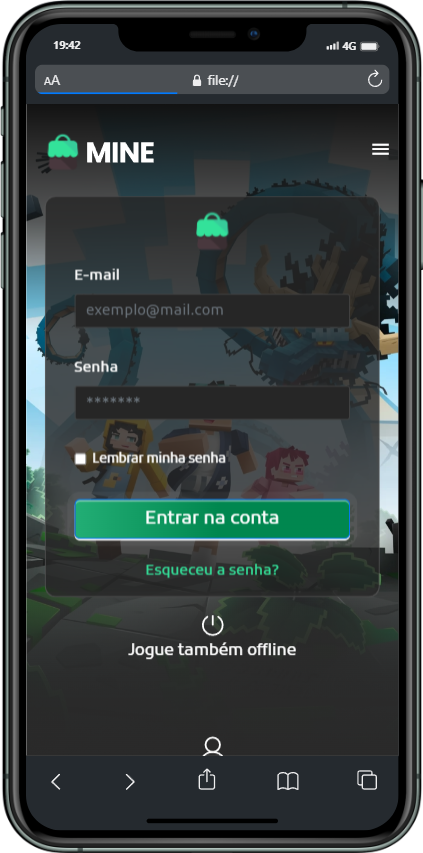 19:42
4G
AA
file://
MINE
E-mail
exemplo@mail.com
Senha
*******
Lembrar minha senha
Entrar na conta
Esqueceu a senha?
Jogue também offline